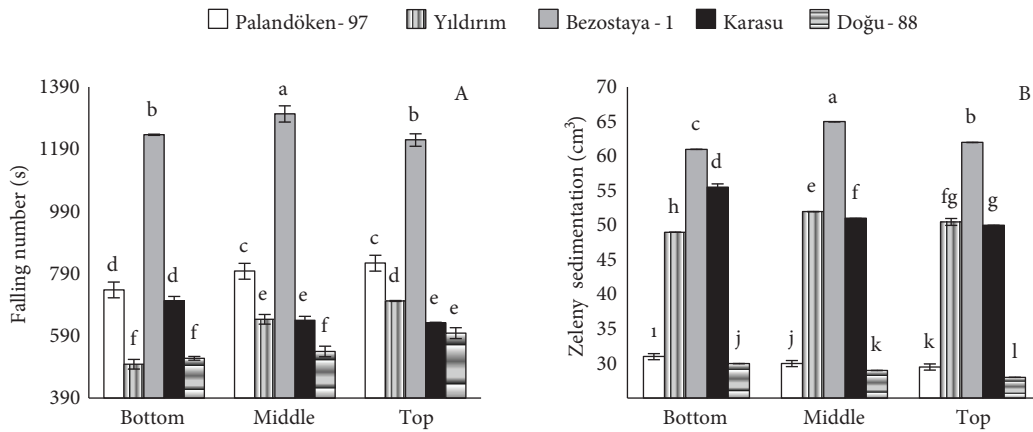 Palandöken-97 Yıldırım Bezostaya-1 Karasu Doğu-88
A
Falling number (s)
1390
1190
990
790
590
390
d f b d f
c e a e f
c d b e e
Bottom Middle Top
B
Zeleny sedimentation (cm³)
70
65
60
55
50
45
40
35
30
ı h c d j
j e a f k
k fg b g l
Bottom Middle Top